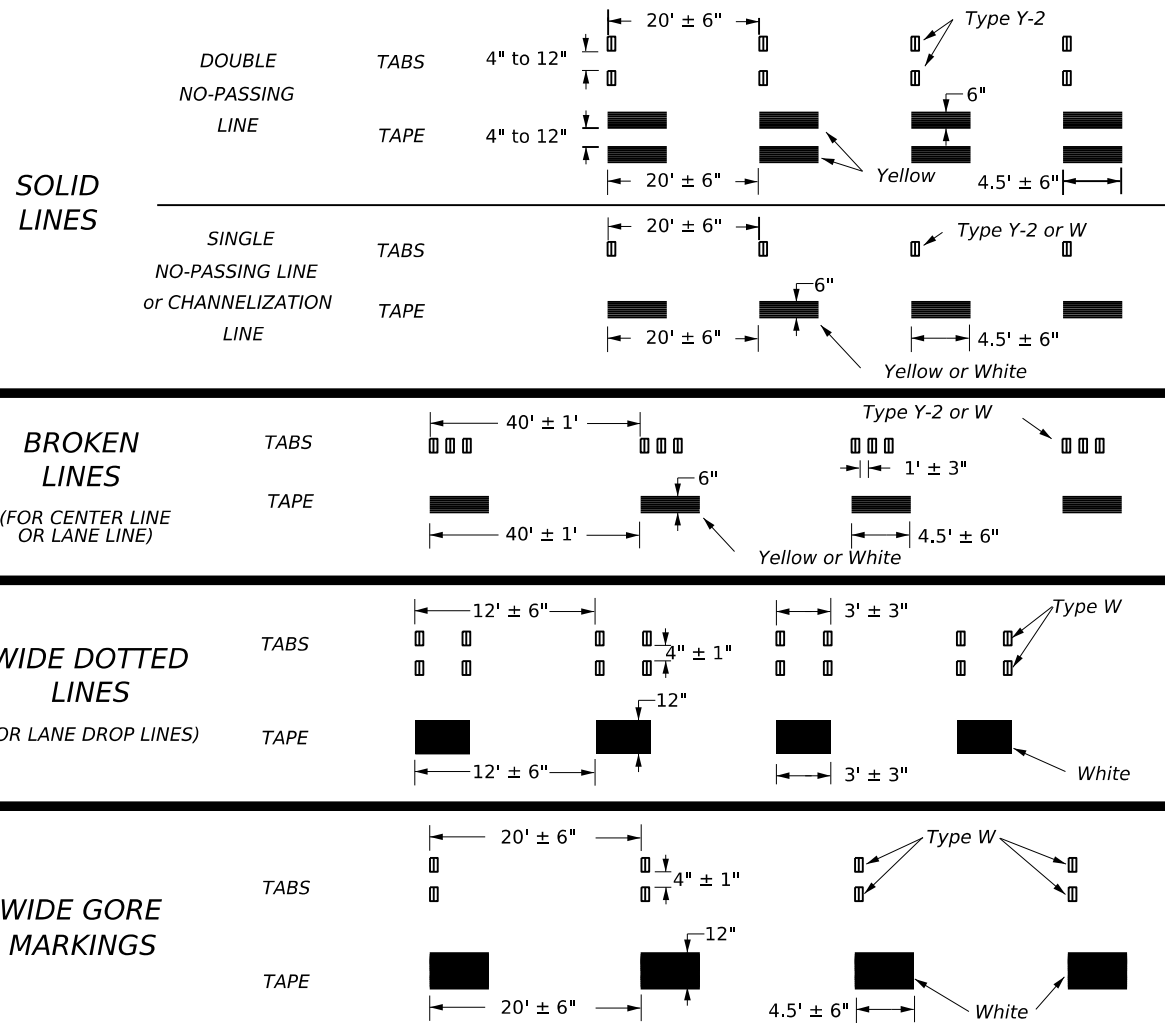 SOLID
LINES
DOUBLE
NO-PASSING
LINE
TABS
20' ± 6"
Type Y-2
4" to 12"
TAPE
4" to 12"
6"
Yellow
20' ± 6"
4.5' ± 6"
SINGLE
NO-PASSING LINE
or CHANNELIZATION
LINE
TABS
20' ± 6"
Type Y-2 or W
TAPE
6"
20' ± 6"
4.5' ± 6"
Yellow or White
BROKEN
LINES
(FOR CENTER LINE
OR LANE LINE)
TABS
40' ± 1'
Type Y-2 or W
1' ± 3"
TAPE
6"
40' ± 1'
4.5' ± 6"
Yellow or White
WIDE DOTTED
LINES
OR LANE DROP LINES)
TABS
12' ± 6"
3' ± 3"
Type W
4" ± 1"
TAPE
12"
12' ± 6"
3' ± 3"
White
WIDE GORE
MARKINGS
TABS
20' ± 6"
Type W
4" ± 1"
TAPE
12"
20' ± 6"
4.5' ± 6"
White